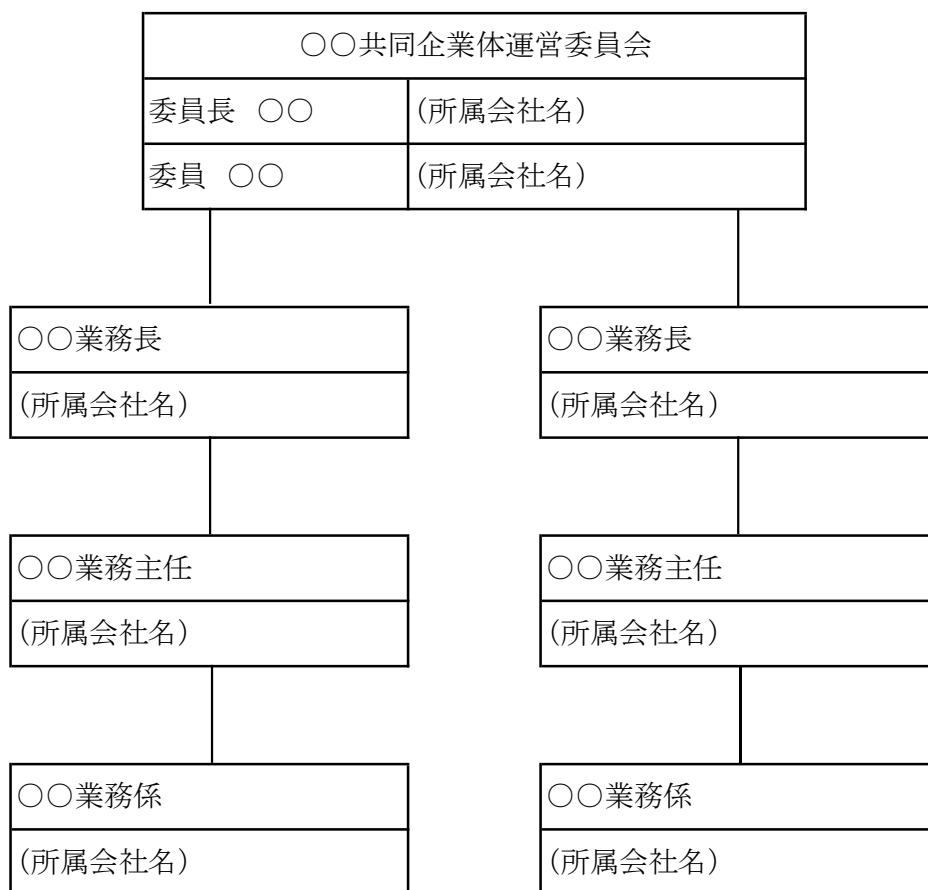 ○○共同企業体運営委員会
委員長 ○○ (所属会社名)
委員 ○○ (所属会社名)
○○業務長 ○○業務長
(所属会社名) (所属会社名)
○○業務主任 ○○業務主任
(所属会社名) (所属会社名)
○○業務係 ○○業務係
(所属会社名) (所属会社名)